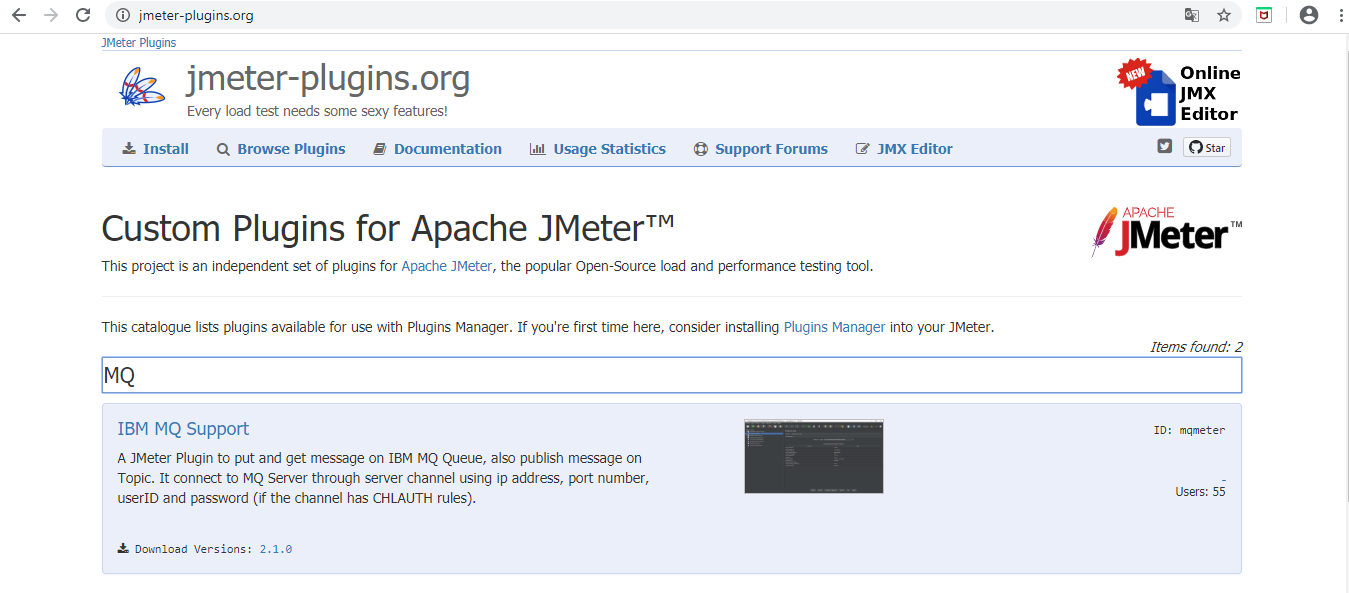 jmeter-plugins.org
JMeter Plugins
jmeter-plugins.org
Every load test needs some sexy features!
NEW
Online
JMX
Editor
Install Browse Plugins Documentation Usage Statistics Support Forums JMX Editor Star
Custom Plugins for Apache JMeter™
APACHE
JMeter™
This project is an independent set of plugins for Apache JMeter, the popular Open-Source load and performance testing tool.
This catalogue lists plugins available for use with Plugins Manager. If you're first time here, consider installing Plugins Manager into your JMeter.
Items found: 2
MQ
IBM MQ Support
ID: mqmeter
A JMeter Plugin to put and get message on IBM MQ Queue, also publish message on
Topic. It connect to MQ Server through server channel using ip address, port number,
userID and password (if the channel has CHLAUTH rules).
-
Users: 55
Download Versions: 2.1.0